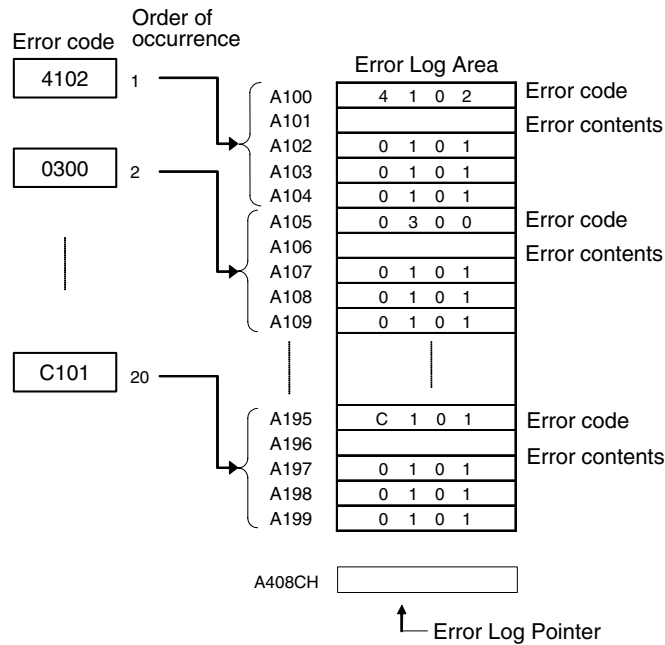 Error code
Order of
occurrence
Error Log Area
4102 1
A100 4 1 0 2 Error code
A101 Error contents
A102 0 1 0 1
0300 2
A103 0 1 0 1
A104 0 1 0 1
A105 0 3 0 0 Error code
A106 Error contents
A107 0 1 0 1
A108 0 1 0 1
A109 0 1 0 1
C101 20
A195 C 1 0 1 Error code
A196 Error contents
A197 0 1 0 1
A198 0 1 0 1
A199 0 1 0 1
A408CH
Error Log Pointer